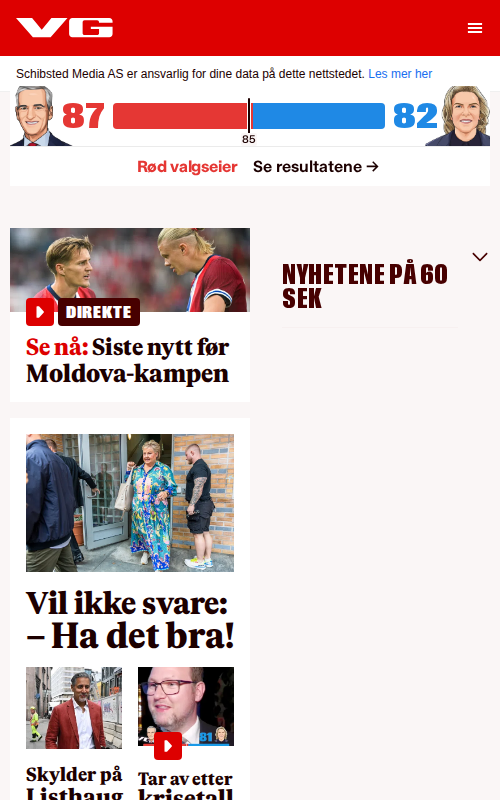 VG
Schibsted Media AS er ansvarlig for dine data på dette nettstedet. Les mer her
87
82
85
Rød valgseier Se resultatene →
DIREKTE
Se nå: Siste nytt før
Moldova-kampen
NYHETENE PÅ 60
SEK
Vil ikke svare:
– Ha det bra!
81
Skylder på
Listhaug
Tar av etter
krisetall